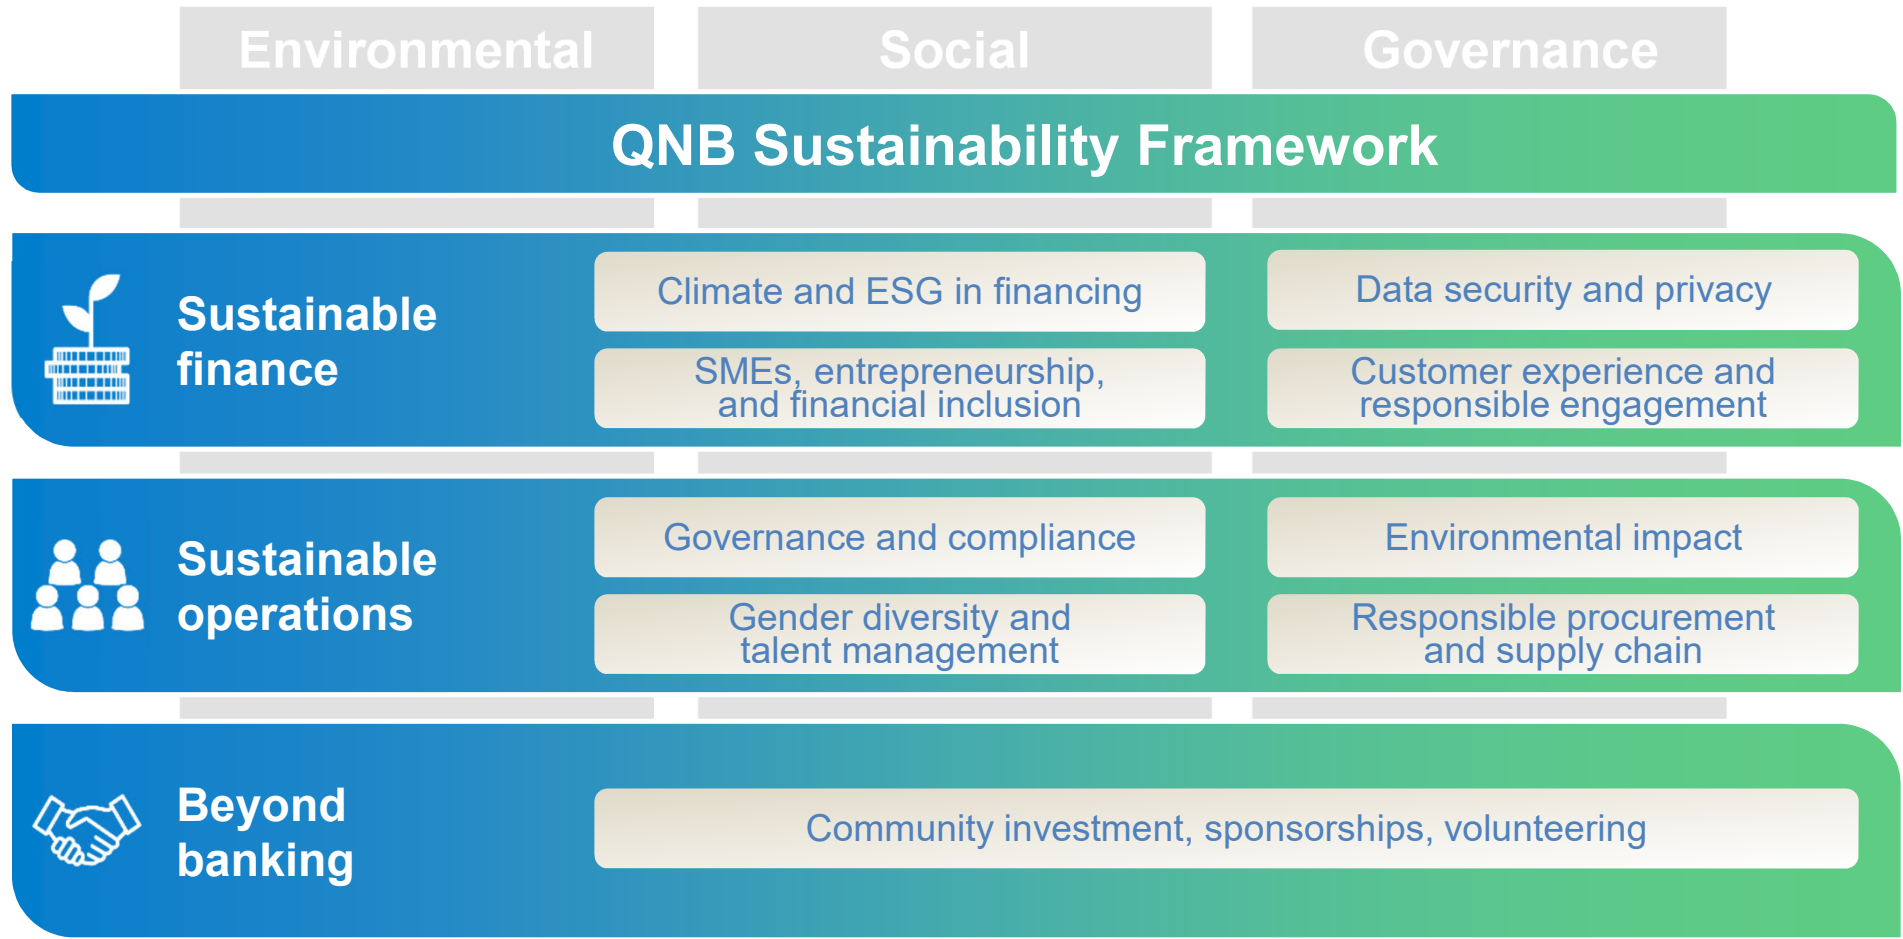 Environmental
Social
Governance
QNB Sustainability Framework
Sustainable
finance
Climate and ESG in financing
Data security and privacy
SMEs, entrepreneurship,
and financial inclusion
Customer experience and
responsible engagement
Sustainable
operations
Governance and compliance
Environmental impact
Gender diversity and
talent management
Responsible procurement
and supply chain
Beyond
banking
Community investment, sponsorships, volunteering